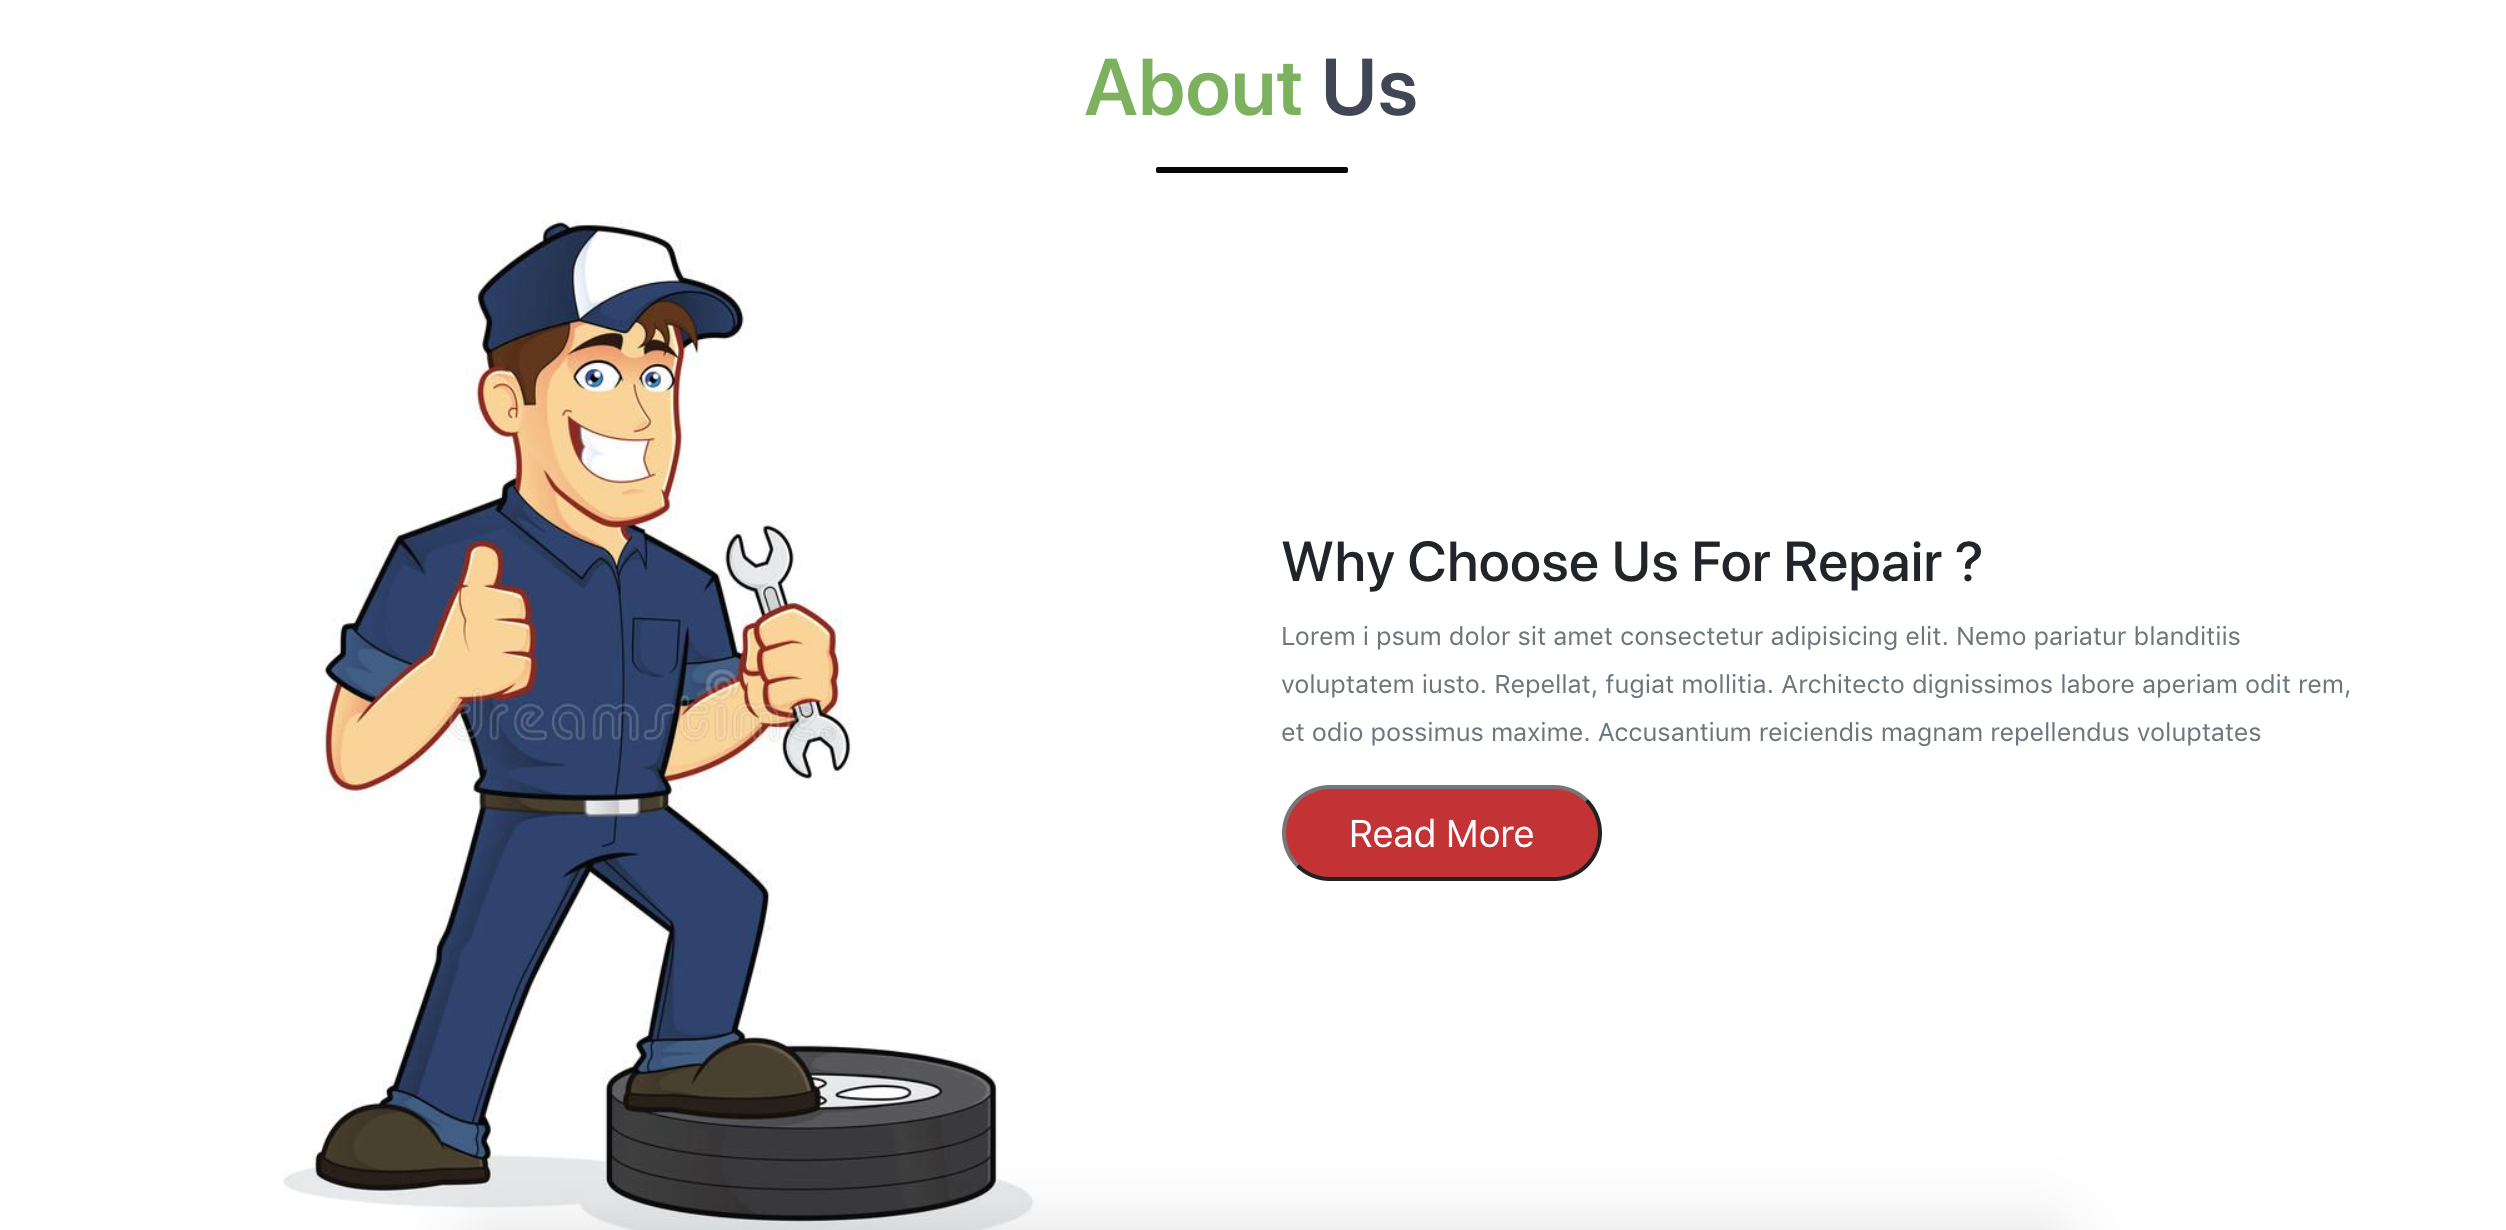 About Us
Why Choose Us For Repair ?
Lorem i psum dolor sit amet consectetur adipisicing elit. Nemo pariatur blanditiis
voluptatem iusto. Repellat, fugiat mollitia. Architecto dignissimos labore aperiam odit rem,
et odio possimus maxime. Accusantium reiciendis magnam repellendus voluptates
dreamstime
Read More